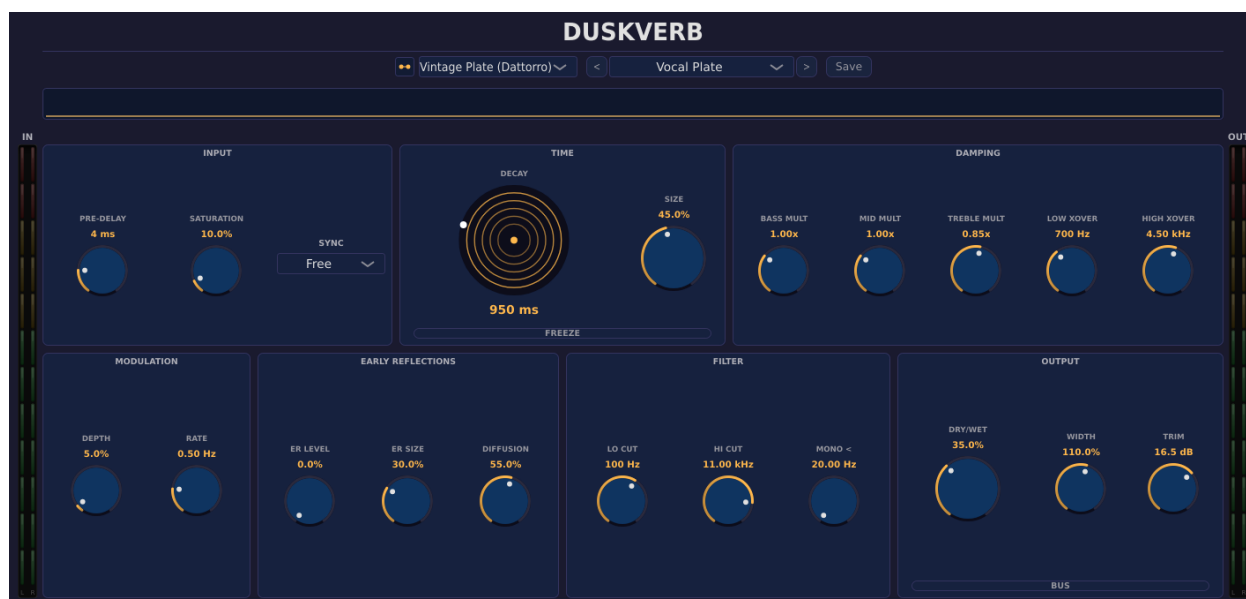 DUSKVERB
Vintage Plate (Dattorro)
<
Vocal Plate
>
Save
IN
OUT
INPUT
PRE-DELAY
4 ms
SATURATION
10.0%
SYNC
Free
TIME
DECAY
950 ms
SIZE
45.0%
FREEZE
DAMPING
BASS MULT
1.00x
MID MULT
1.00x
TREBLE MULT
0.85x
LOW XOVER
700 Hz
HIGH XOVER
4.50 kHz
MODULATION
DEPTH
5.0%
RATE
0.50 Hz
EARLY REFLECTIONS
ER LEVEL
0.0%
ER SIZE
30.0%
DIFFUSION
55.0%
FILTER
LO CUT
100 Hz
HI CUT
11.00 kHz
MONO <
20.00 Hz
OUTPUT
DRY/WET
35.0%
WIDTH
110.0%
TRIM
16.5 dB
BUS
L R
L R